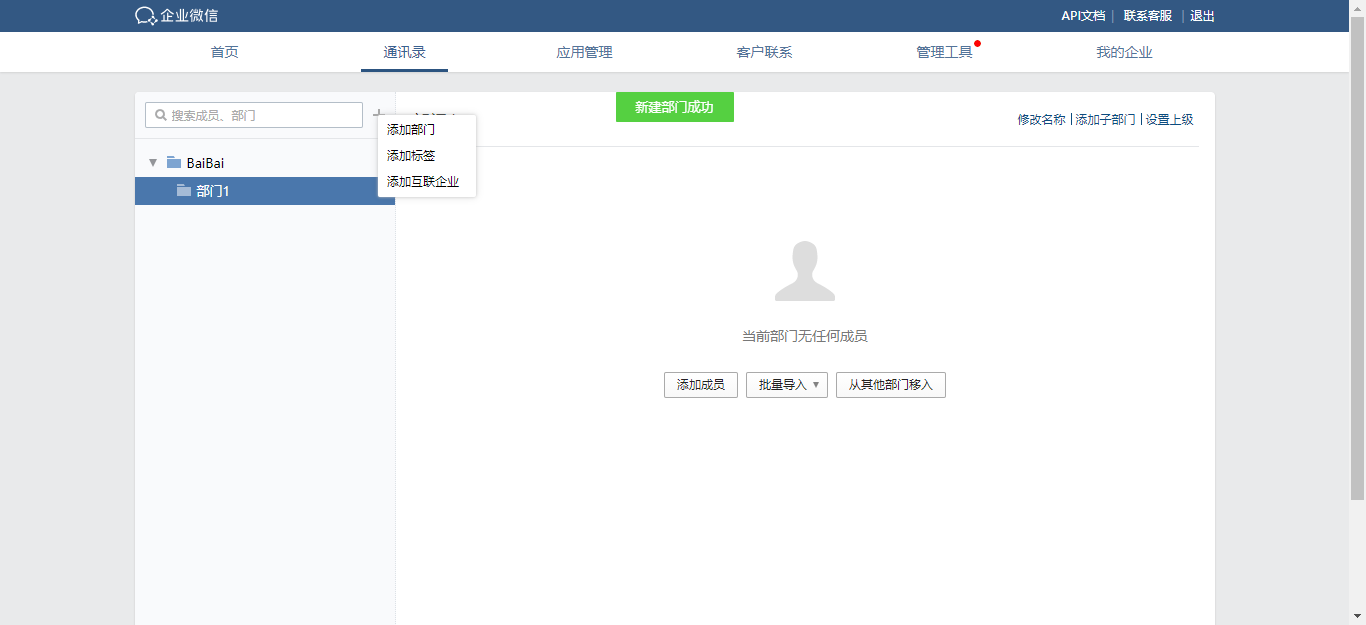 企业微信
API文档 | 联系客服 | 退出
首页 通讯录 应用管理 客户联系 管理工具 我的企业
新建部门成功
搜索成员、部门
修改名称 | 添加子部门 | 设置上级
添加部门
添加标签
添加互联企业
BaiBai
部门1
当前部门无任何成员
添加成员 批量导入 从其他部门移入